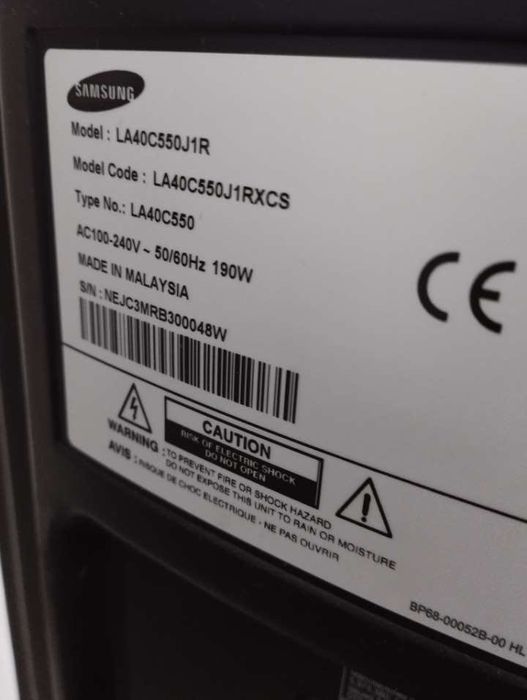 SAMSUNG
Model : LA40C550J1R
Model Code : LA40C550J1RXCS
Type No.: LA40C550
AC100-240V ~ 50/60Hz 190W
MADE IN MALAYSIA
S/N : NEJC3MRB300048W
CE
CAUTION
RISK OF ELECTRIC SHOCK
DO NOT OPEN
WARNING : TO PREVENT FIRE OR SHOCK HAZARD
DO NOT EXPOSE THIS UNIT TO RAIN OR MOISTURE
AVIS : RISQUE DE CHOC ELECTRIQUE · NE PAS OUVRIR
BP68-00052B-00 HL